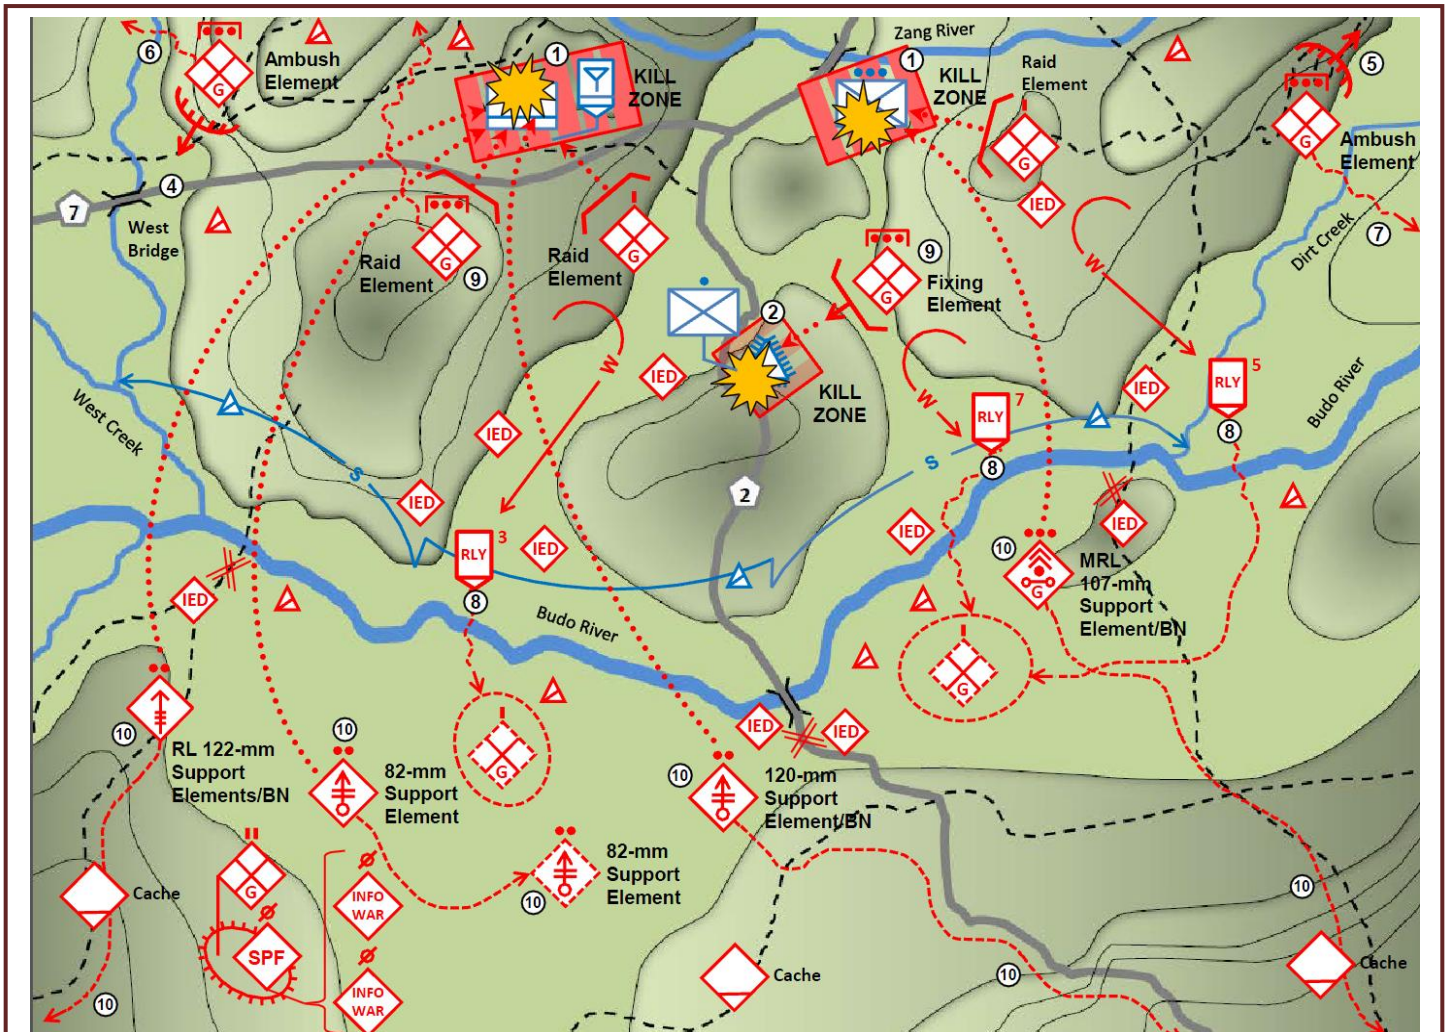 Zang River
6
Ambush
Element
G
1
KILL
ZONE
1
KILL
ZONE
Raid
Element
G
5
Ambush
Element
G
7
4
West
Bridge
Raid
Element
G
9
Raid
Element
G
IED
W
Dirt Creek
7
9
Fixing
Element
G
2
KILL
ZONE
IED
W
W
RLY
7
8
IED
RLY
5
8
Budo River
West Creek
S
IED
IED
S
2
IED
RLY
3
8
IED
IED
IED
10
G
MRL
107-mm
Support
Element/BN
Budo River
G
10
RL 122-mm
Support
Elements/BN
10
82-mm
Support
Element
G
IED
IED
10
120-mm
Support
Element/BN
82-mm
Support
Element
10
Cache
G
SPF
INFO
WAR
INFO
WAR
10
Cache
10
10
Cache